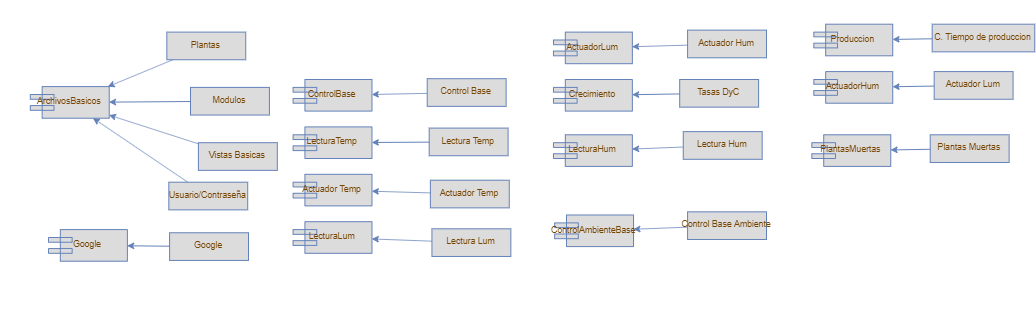 Plantas
ArchivosBasicos
Modulos
Vistas Basicas
Usuario/Contraseña
Google
Google
ControlBase
Control Base
LecturaTemp
Lectura Temp
Actuador Temp
Actuador Temp
LecturaLum
Lectura Lum
ActuadorLum
Actuador Hum
Crecimiento
Tasas DyC
LecturaHum
Lectura Hum
ControlAmbienteBase
Control Base Ambiente
Produccion
C. Tiempo de produccion
ActuadorHum
Actuador Lum
PlantasMuertas
Plantas Muertas